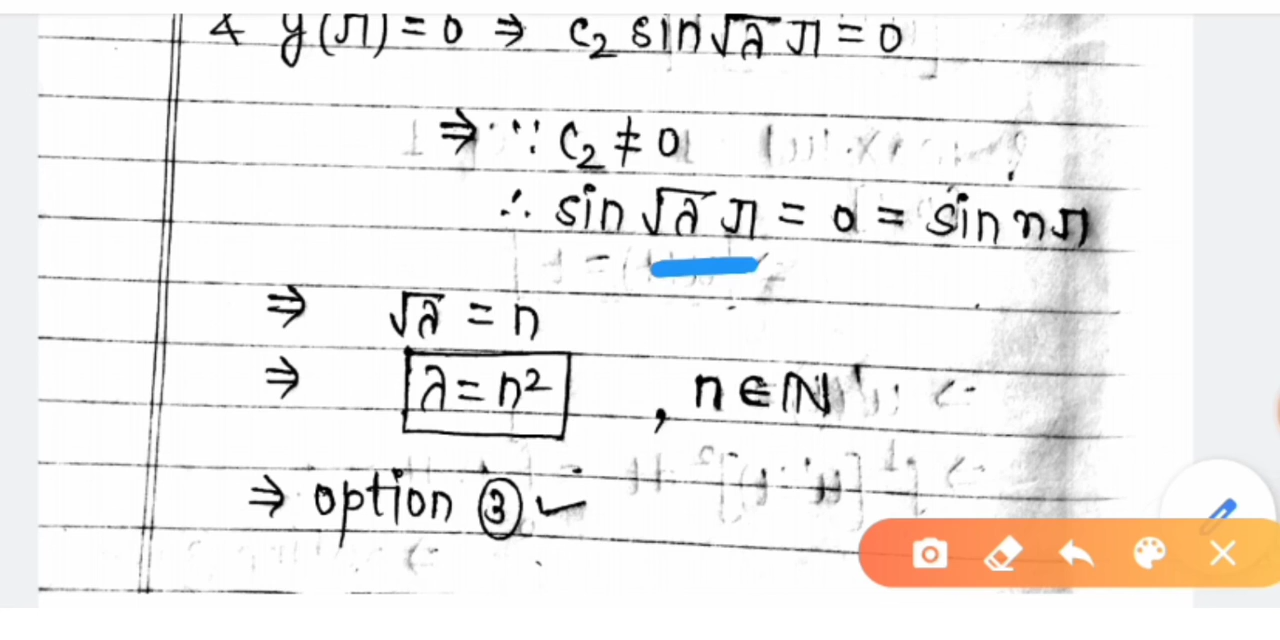 & y(π) = 0 ⇒ c₂ sin√λ π = 0
⇒ ∵ c₂ ≠ 0
∴ sin √λ π = 0 = sin nπ
⇒ √λ = n
⇒ λ = n² , n ∈ ℕ
⇒ option ③ ✓